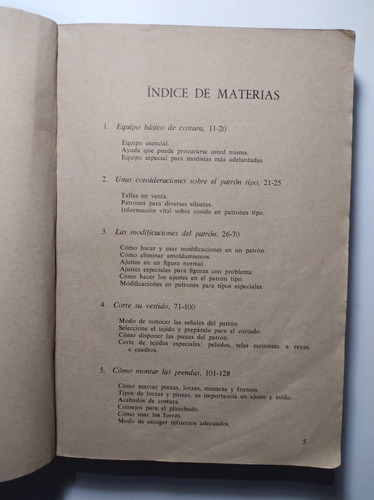 ÍNDICE DE MATERIAS
1. Equipo básico de costura, 11-20
Equipo esencial.
Ayuda que puede procurarse usted misma.
Equipo especial para modistas más adelantadas.
2. Unas consideraciones sobre el patrón tipo, 21-25
Tallas en venta.
Patrones para diversas siluetas.
Información vital sobre cosido en patrones tipo.
3. Las modificaciones del patrón, 26-70
Cómo hacer y usar modificaciones en un patrón.
Cómo eliminar amoldamientos.
Ajustes en un figura normal.
Ajustes especiales para figuras con problema.
Cómo hacer los ajustes en el patrón tipo.
Modificaciones en patrones para tipos especiales.
4. Corte su vestido, 71-100
Modo de conocer las señales del patrón.
Seleccione el tejido y prepárelo para el cortado.
Cómo disponer las piezas del patrón.
Corte de tejidos especiales: peludos, telas escocesas, a rayas,
a cuadros.
5. Cómo montar las prendas, 101-128
Cómo marcar pinzas, lorzas, muescas y frunces.
Tipos de lorzas y pinzas, su importancia en ajuste y estilo.
Acabados de costura.
Consejos para el planchado.
Cómo usar los forros.
Modo de escoger refuerzos adecuados.
5